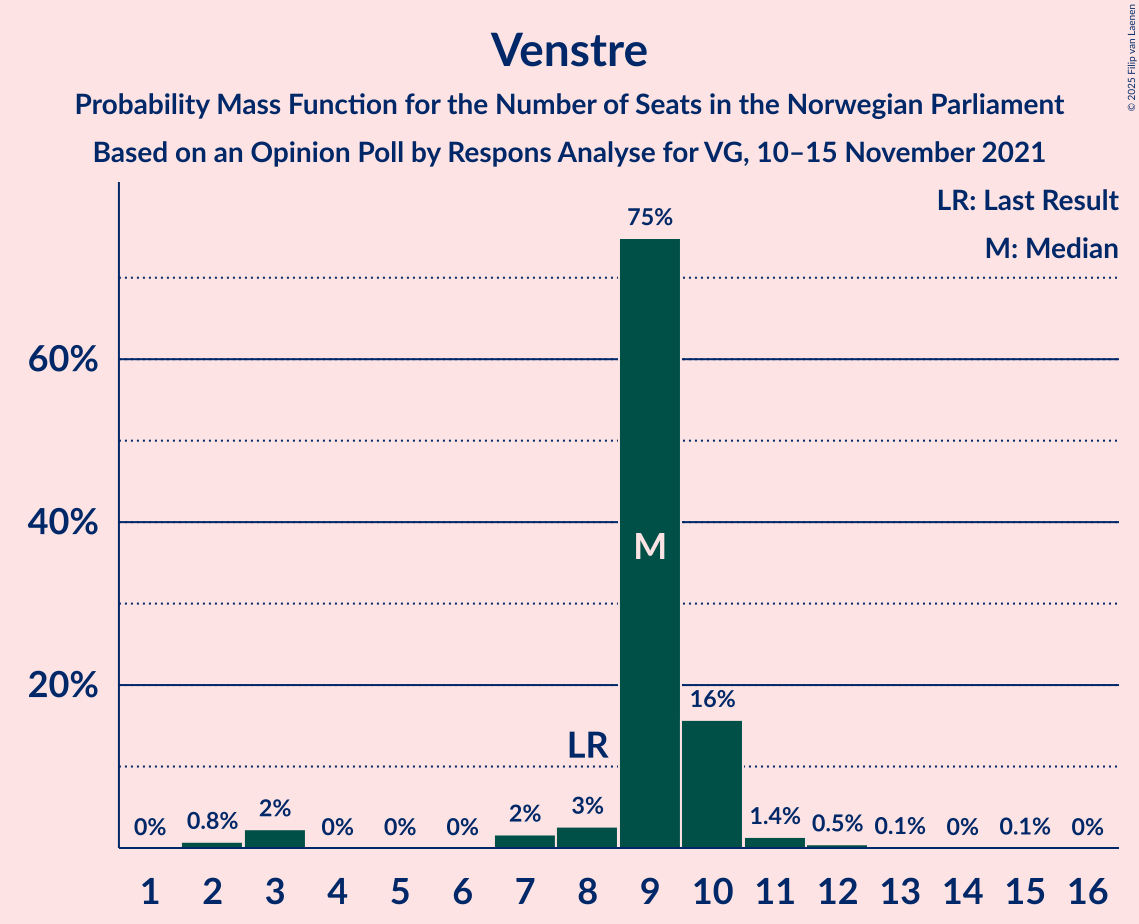 Venstre
Probability Mass Function for the Number of Seats in the Norwegian Parliament
Based on an Opinion Poll by Respons Analyse for VG, 10–15 November 2021
© 2025 Filip van Laenen
LR: Last Result
M: Median
60%
40%
20%
0%
0.8%
2%
0%
0%
0%
2%
3%
75%
16%
1.4%
0.5%
0.1%
0%
0.1%
0%
LR
M
1 2 3 4 5 6 7 8 9 10 11 12 13 14 15 16